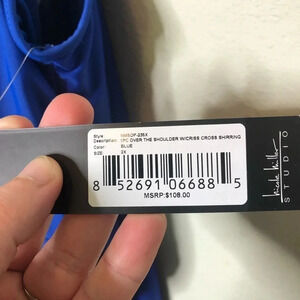 Style
Description: 1PC OVER THE SHOULDER W/CRISS CROSS SHIRRING
Color: BLUE
SIZE: 2X
8 52691 06688 5
MSRP:$108.00
nicole miller
STUDIO